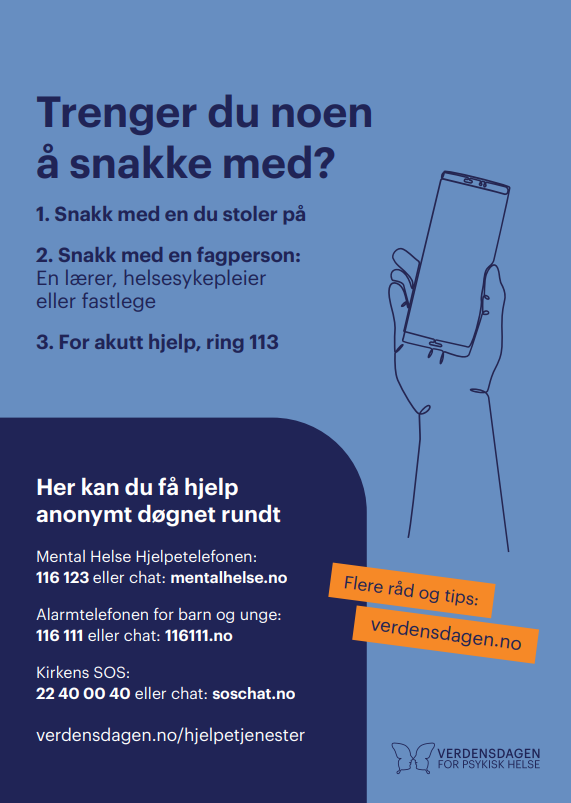 Trenger du noen
å snakke med?
1. Snakk med en du stoler på
2. Snakk med en fagperson:
En lærer, helsesykepleier
eller fastlege
3. For akutt hjelp, ring 113
Her kan du få hjelp
anonymt døgnet rundt
Mental Helse Hjelpetelefonen:
116 123 eller chat: mentalhelse.no
Alarmtelefonen for barn og unge:
116 111 eller chat: 116111.no
Kirkens SOS:
22 40 00 40 eller chat: soschat.no
verdensdagen.no/hjelpetjenester
Flere råd og tips:
verdensdagen.no
VERDENSDAGEN
FOR PSYKISK HELSE